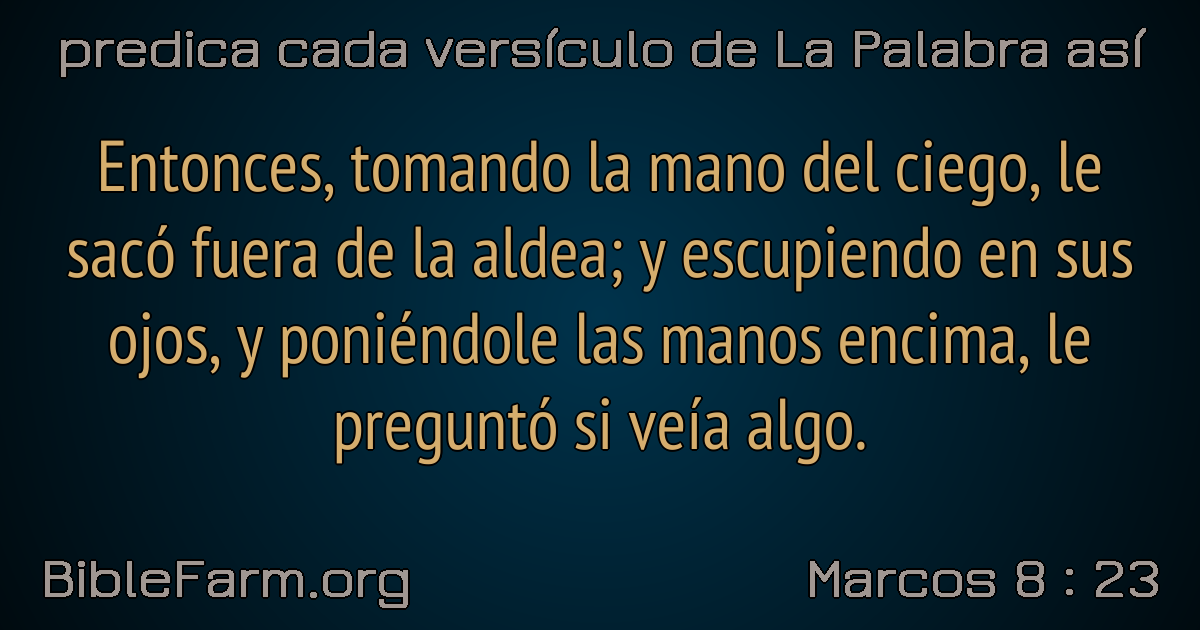 predica cada versículo de La Palabra así
Entonces, tomando la mano del ciego, le
sacó fuera de la aldea; y escupiendo en sus
ojos, y poniéndole las manos encima, le
preguntó si veía algo.
BibleFarm.org
Marcos 8 : 23